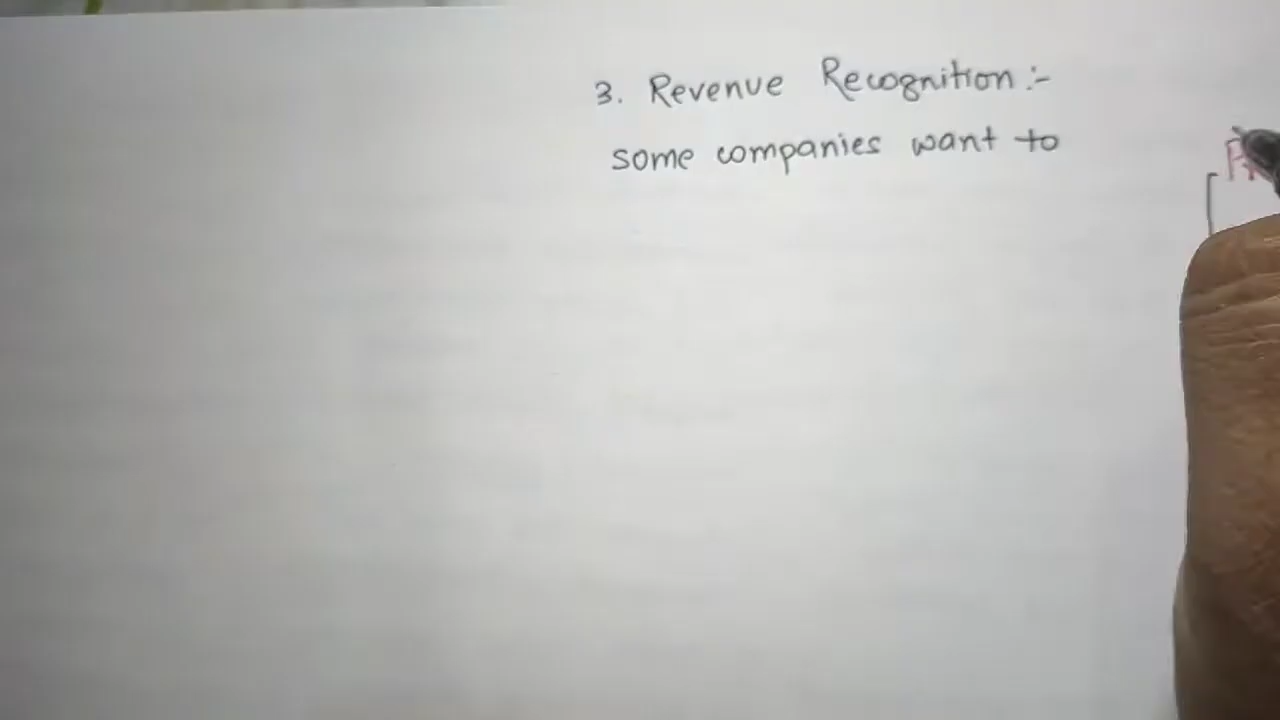 3. Revenue Recognition :-
some companies want to